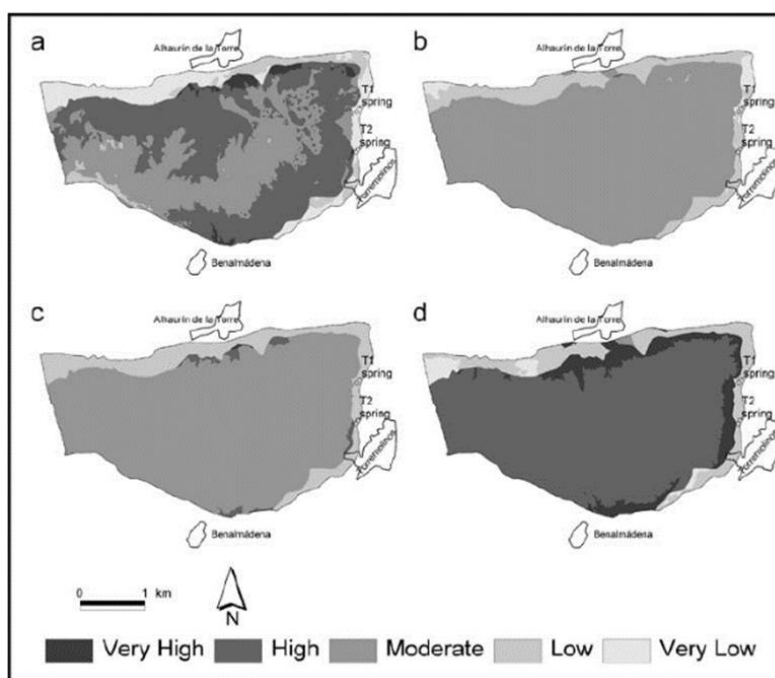 a
Alhaurín de la Torre
T1
spring
T2
spring
Torremolinos
Benalmádena
b
Alhaurín de la Torre
T1
spring
T2
spring
Torremolinos
Benalmádena
c
Alhaurín de la Torre
T1
spring
T2
spring
Torremolinos
Benalmádena
d
Alhaurín de la Torre
T1
spring
T2
spring
Torremolinos
Benalmádena
0 1 km
N
Very High High Moderate Low Very Low